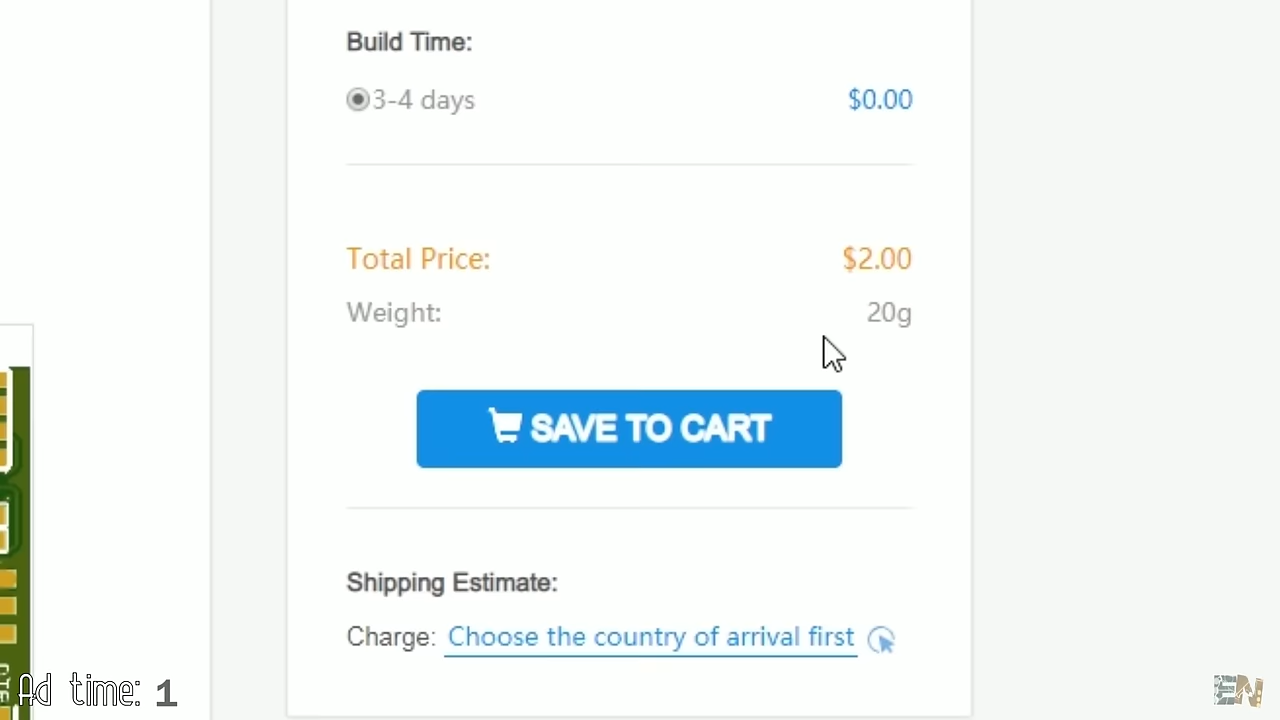 Build Time:
3-4 days $0.00
Total Price: $2.00
Weight: 20g
SAVE TO CART
Shipping Estimate:
Charge: Choose the country of arrival first
Ad time: 1
EN